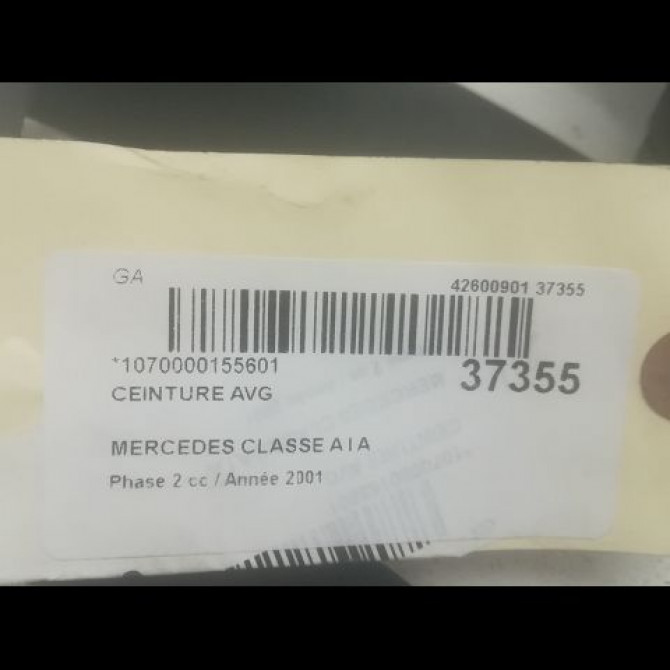 GA
42600901 37355
*1070000155601
37355
CEINTURE AVG
MERCEDES CLASSE A I A
Phase 2 cc / Année 2001